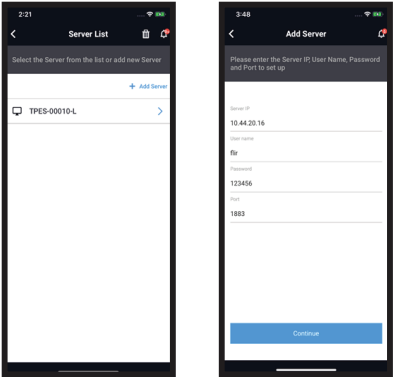 2:21
Server List
Select the Server from the list or add new Server
+ Add Server
TPES-00010-L
3:48
Add Server
Please enter the Server IP, User Name, Password
and Port to set up
Server IP
10.44.20.16
User name
flir
Password
123456
Port
1883
Continue